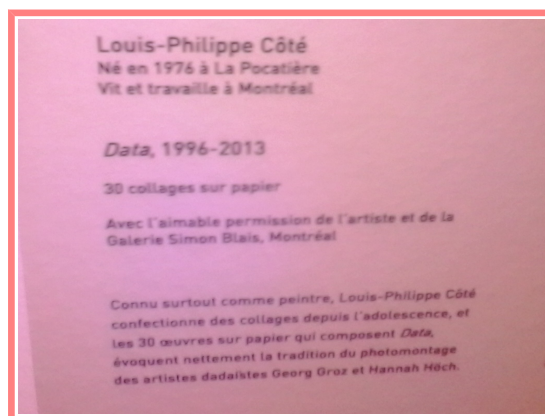 Louis-Philippe Côté
Né en 1976 à La Pocatière
Vit et travaille à Montréal
Data, 1996-2013
30 collages sur papier
Avec l'aimable permission de l'artiste et de la
Galerie Simon Blais, Montréal
Connu surtout comme peintre, Louis-Philippe Côté
confectionne des collages depuis l'adolescence, et
les 30 œuvres sur papier qui composent Data,
évoquent nettement la tradition du photomontage
des artistes dadaïstes Georg Groz et Hannah Höch.